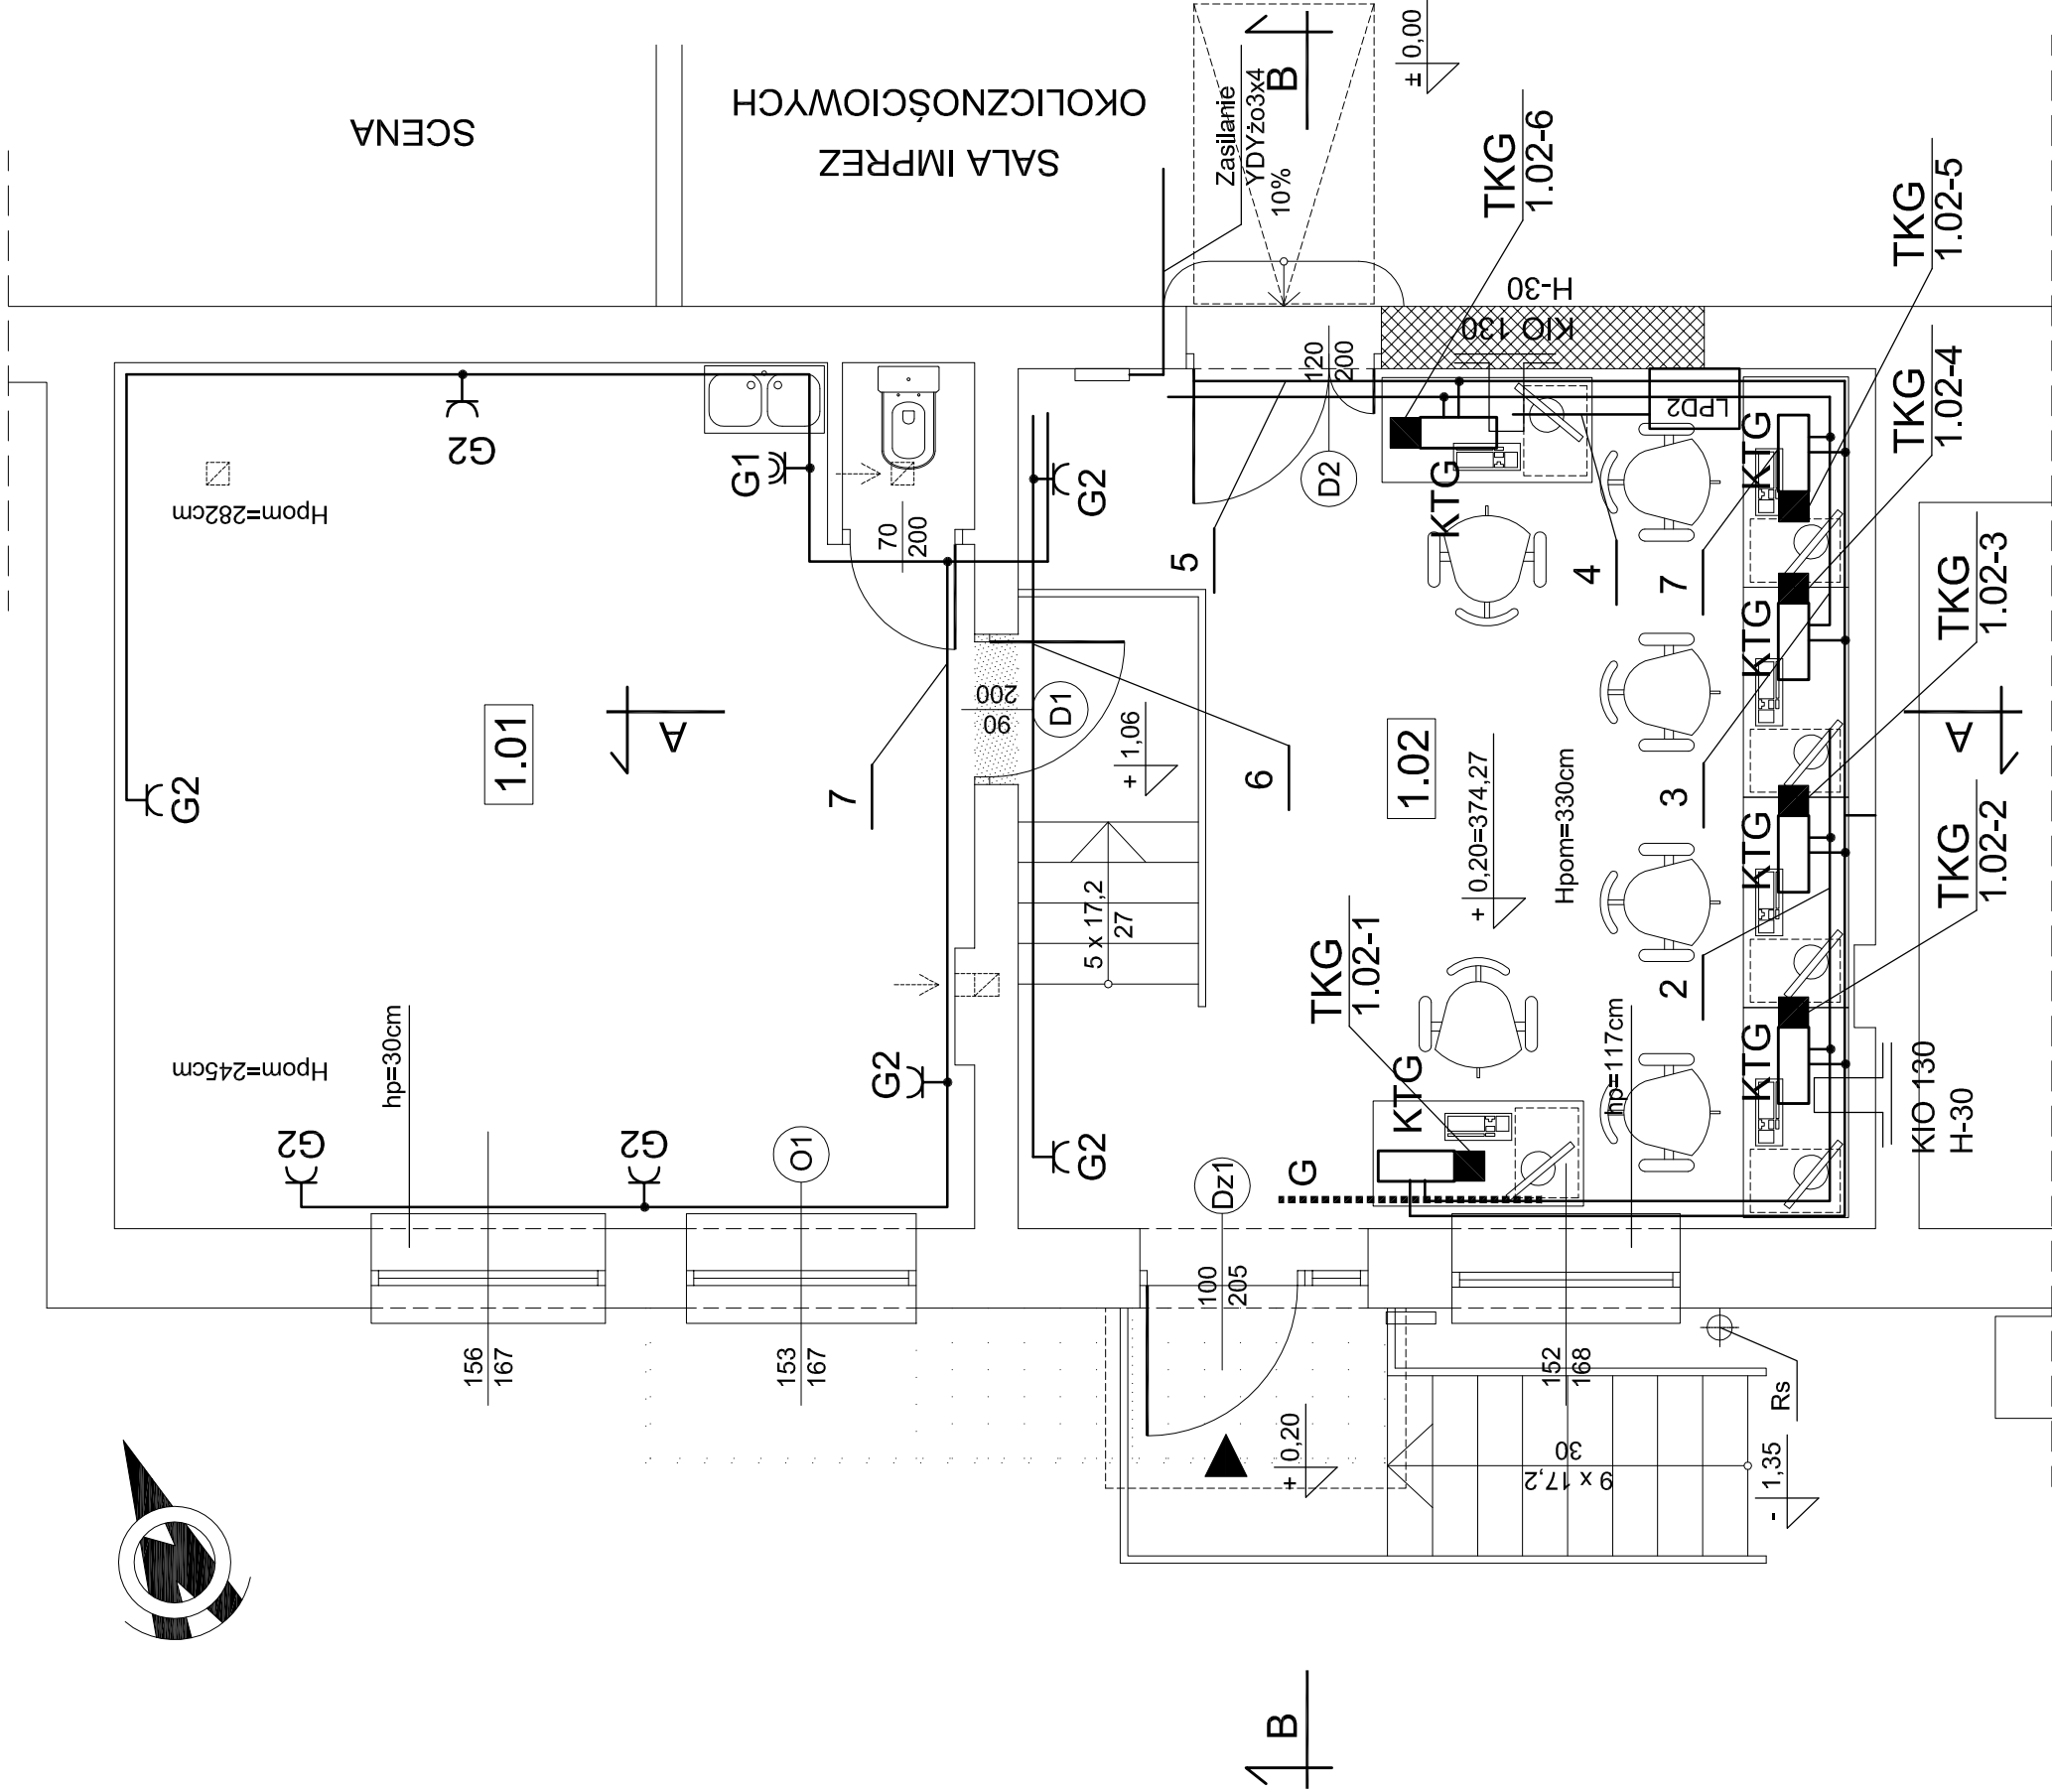 SCENA
SALA IMPREZ
OKOLICZNOŚCIOWYCH
Zasilanie
YDYżo3x4
10%
B
± 0,00
TKG
1.02-6
TKG
1.02-5
TKG
1.02-4
TKG
1.02-3
TKG
1.02-2
TKG
1.02-1
H-30
KIO 130
120
200
D2
LPD2
KTG
KTG
KTG
KTG
KTG
KTG
G2
G1
G2
G2
G2
G2
G2
G2
Hpom=282cm
70
200
5
4
7
1.01
A
7
200
90
D1
+ 1,06
6
1.02
+ 0,20=374,27
Hpom=330cm
3
2
A
5 x 17,2
27
Hpom=245cm
hp=30cm
O1
Dz1
G
hp=117cm
KIO 130
H-30
156
167
153
167
100
205
152
168
+ 0,20
30
9 x 17,2
Rs
- 1,35
N
B